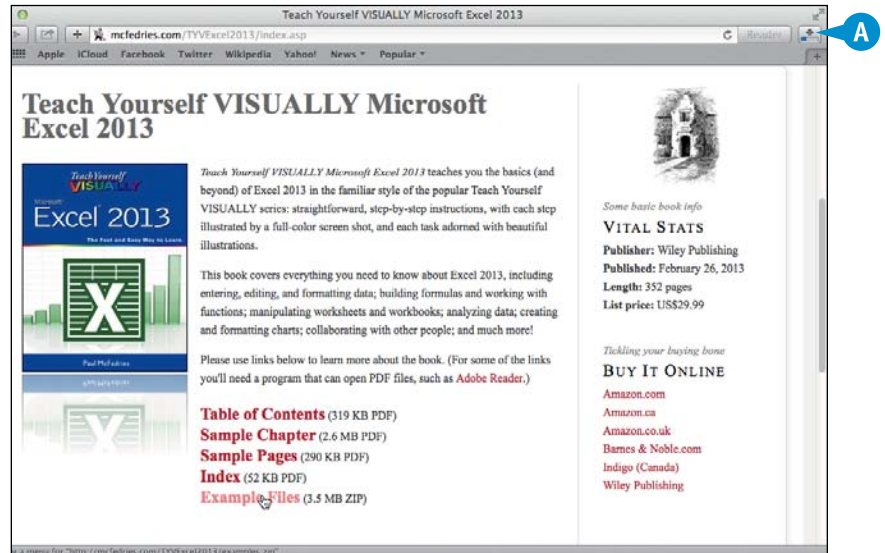 Teach Yourself VISUALLY Microsoft Excel 2013
mcfedries.com/TYVExcel2013/index.asp
Reader
A
Apple iCloud Facebook Twitter Wikipedia Yahoo! News Popular
Teach Yourself VISUALLY Microsoft
Excel 2013
Teach Yourself
VISUALLY
Microsoft
Excel 2013
The Fast and Easy Way to Learn
Paul McFedries
Teach Yourself VISUALLY Microsoft Excel 2013 teaches you the basics (and
beyond) of Excel 2013 in the familiar style of the popular Teach Yourself
VISUALLY series: straightforward, step-by-step instructions, with each step
illustrated by a full-color screen shot, and each task adorned with beautiful
illustrations.
This book covers everything you need to know about Excel 2013, including
entering, editing, and formatting data; building formulas and working with
functions; manipulating worksheets and workbooks; analyzing data; creating
and formatting charts; collaborating with other people; and much more!
Please use links below to learn more about the book. (For some of the links
you'll need a program that can open PDF files, such as Adobe Reader.)
Table of Contents (319 KB PDF)
Sample Chapter (2.6 MB PDF)
Sample Pages (290 KB PDF)
Index (52 KB PDF)
Example Files (3.5 MB ZIP)
Some basic book info
VITAL STATS
Publisher: Wiley Publishing
Published: February 26, 2013
Length: 352 pages
List price: US$29.99
Tickling your buying bone
BUY IT ONLINE
Amazon.com
Amazon.ca
Amazon.co.uk
Barnes & Noble.com
Indigo (Canada)
Wiley Publishing